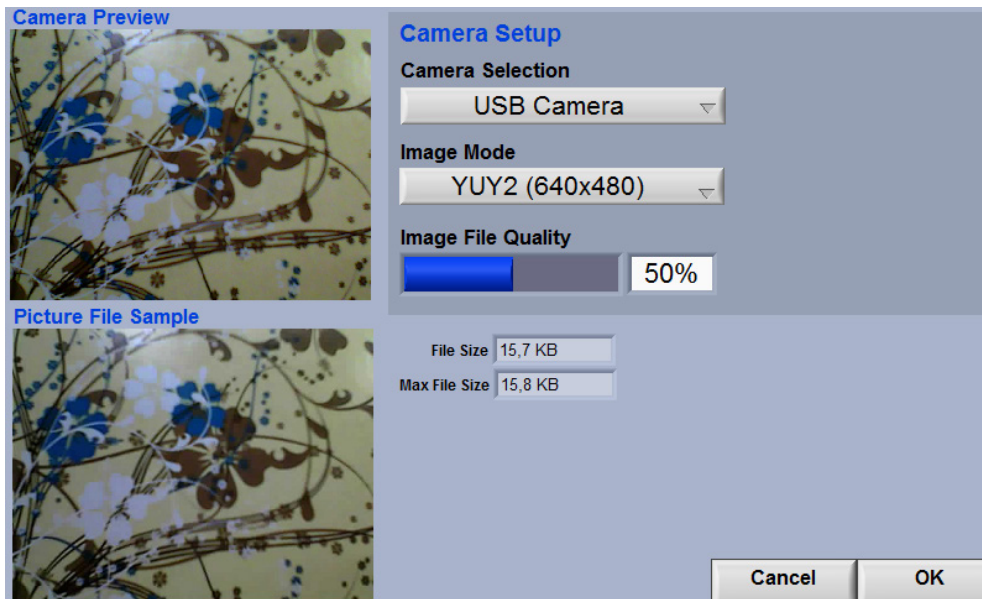 Camera Preview
Camera Setup
Camera Selection
USB Camera
Image Mode
YUY2 (640x480)
Image File Quality
50%
Picture File Sample
File Size 15,7 KB
Max File Size 15,8 KB
Cancel OK